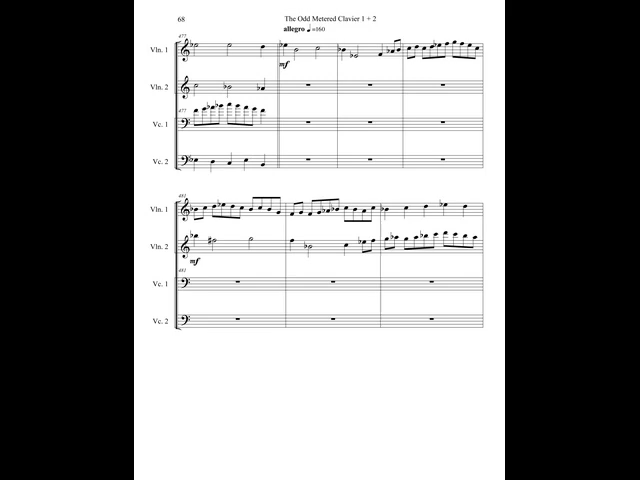 68
The Odd Metered Clavier 1 + 2
477
allegro ♩=160
Vln. 1
mf
Vln. 2
477
Vc. 1
Vc. 2
481
Vln. 1
Vln. 2
mf
481
Vc. 1
Vc. 2